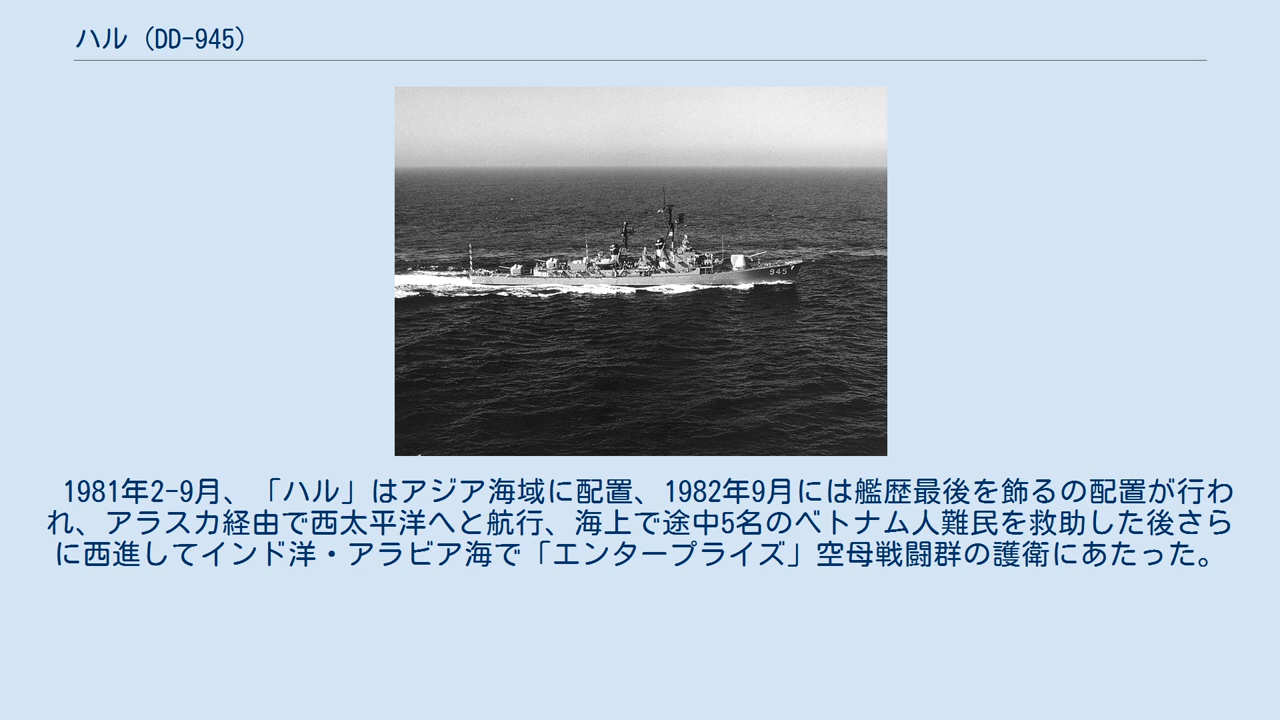 ハル（DD-945）
945
1981年2-9月、「ハル」はアジア海域に配置、1982年9月には艦歴最後を飾るの配置が行わ
れ、アラスカ経由で西太平洋へと航行、海上で途中5名のベトナム人難民を救助した後さら
に西進してインド洋・アラビア海で「エンタープライズ」空母戦闘群の護衛にあたった。